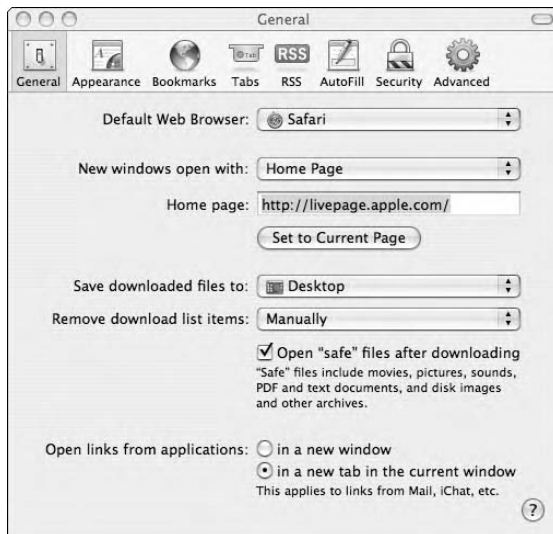 General
General Appearance Bookmarks Tabs RSS AutoFill Security Advanced
Default Web Browser: Safari
New windows open with: Home Page
Home page: http://livepage.apple.com/
Set to Current Page
Save downloaded files to: Desktop
Remove download list items: Manually
Open “safe” files after downloading
“Safe” files include movies, pictures, sounds,
PDF and text documents, and disk images
and other archives.
Open links from applications: in a new window
in a new tab in the current window
This applies to links from Mail, iChat, etc.
?